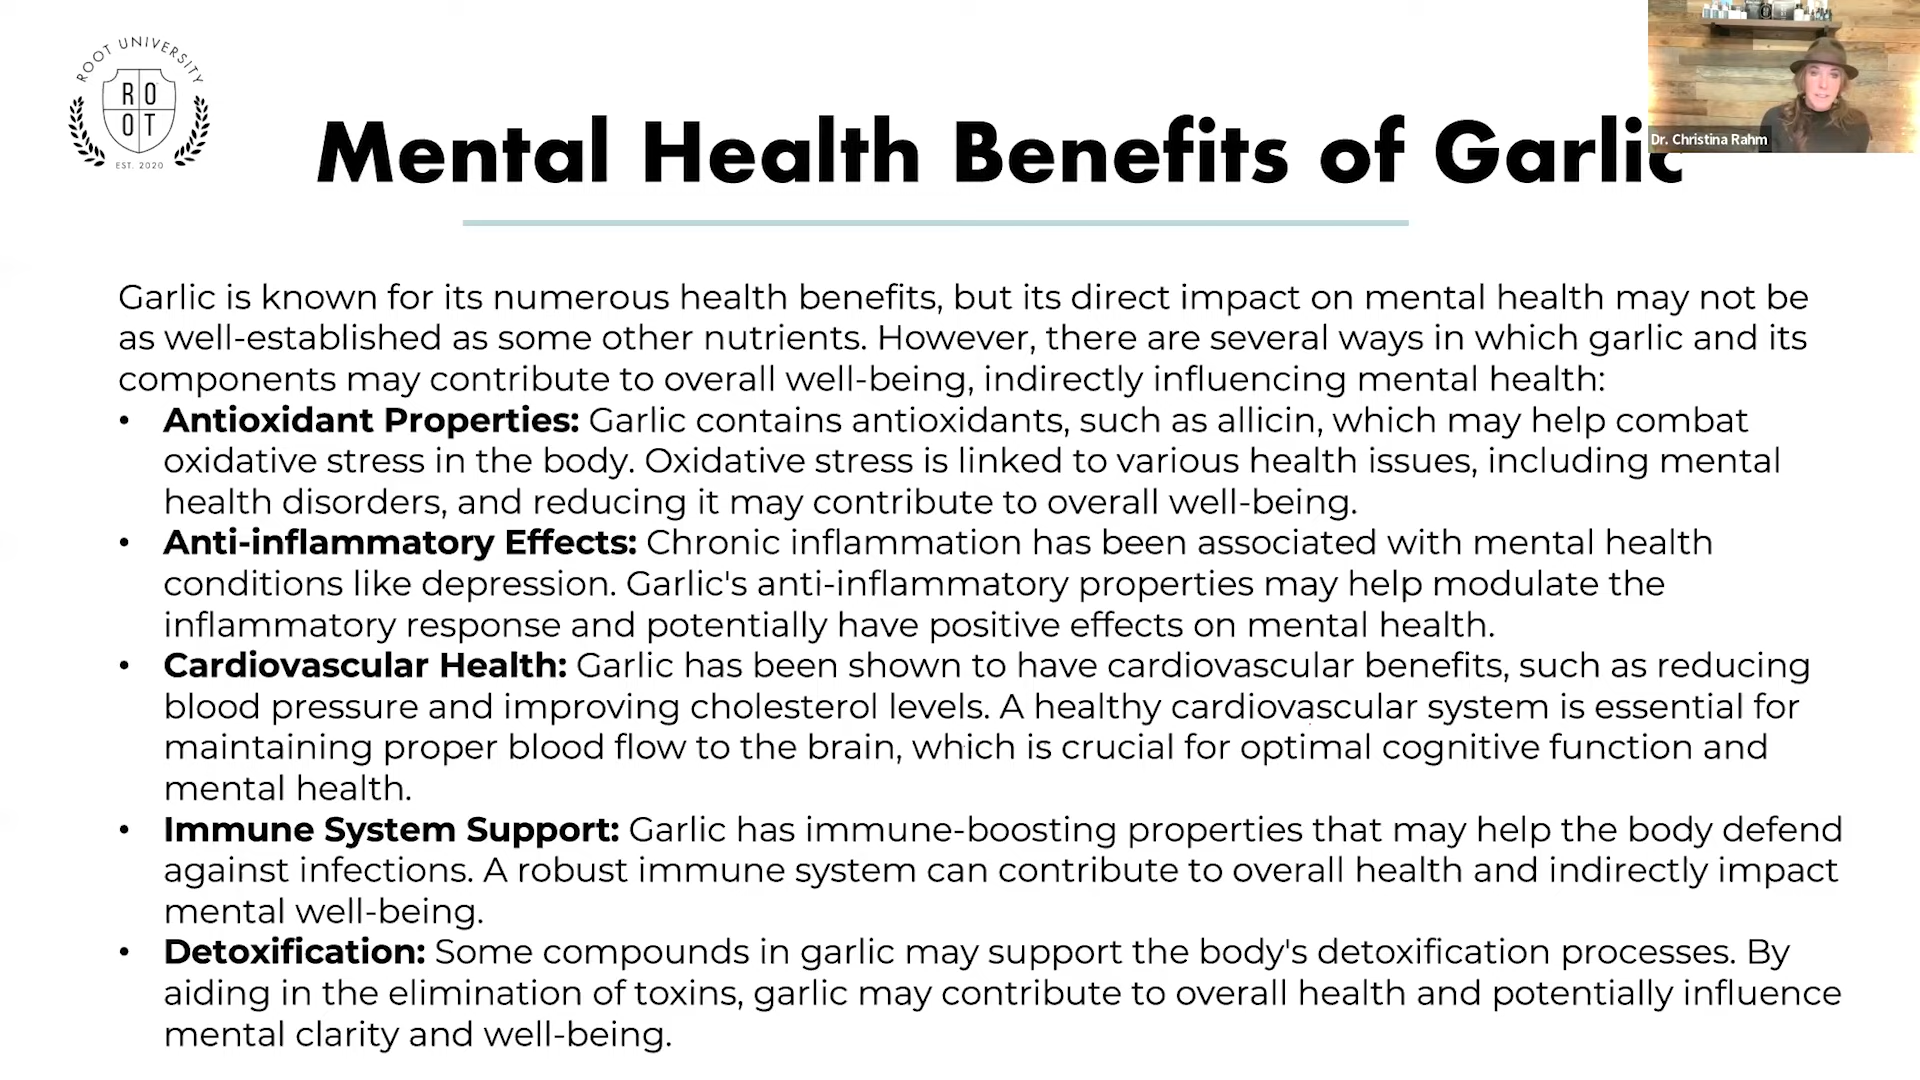 ROOT UNIVERSITY
RO
OT
EST. 2020
Mental Health Benefits of Garlic
Dr. Christina Rahm
Garlic is known for its numerous health benefits, but its direct impact on mental health may not be
as well-established as some other nutrients. However, there are several ways in which garlic and its
components may contribute to overall well-being, indirectly influencing mental health:
• Antioxidant Properties: Garlic contains antioxidants, such as allicin, which may help combat
oxidative stress in the body. Oxidative stress is linked to various health issues, including mental
health disorders, and reducing it may contribute to overall well-being.
• Anti-inflammatory Effects: Chronic inflammation has been associated with mental health
conditions like depression. Garlic's anti-inflammatory properties may help modulate the
inflammatory response and potentially have positive effects on mental health.
• Cardiovascular Health: Garlic has been shown to have cardiovascular benefits, such as reducing
blood pressure and improving cholesterol levels. A healthy cardiovascular system is essential for
maintaining proper blood flow to the brain, which is crucial for optimal cognitive function and
mental health.
• Immune System Support: Garlic has immune-boosting properties that may help the body defend
against infections. A robust immune system can contribute to overall health and indirectly impact
mental well-being.
• Detoxification: Some compounds in garlic may support the body's detoxification processes. By
aiding in the elimination of toxins, garlic may contribute to overall health and potentially influence
mental clarity and well-being.